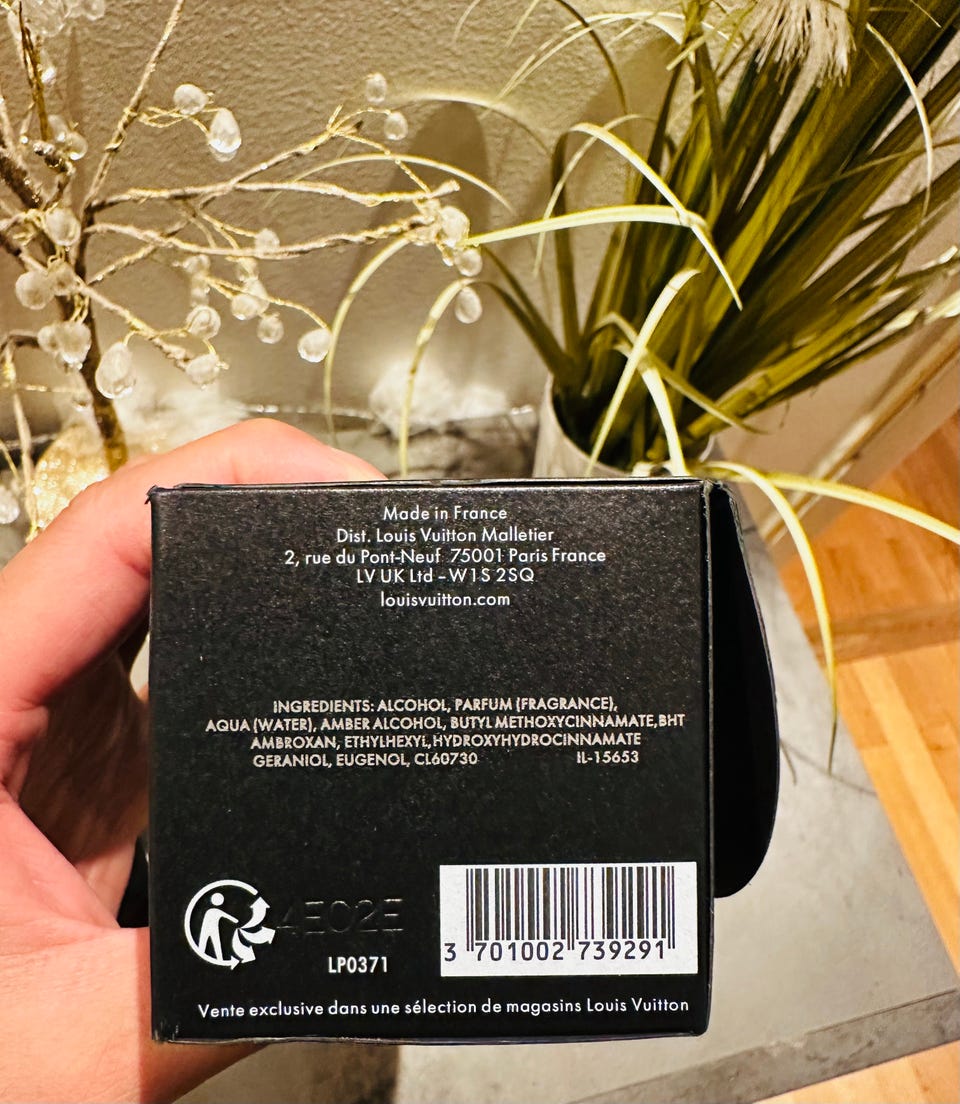 Made in France
Dist. Louis Vuitton Malletier
2, rue du Pont-Neuf 75001 Paris France
LV UK Ltd – W1S 2SQ
louisvuitton.com
INGREDIENTS: ALCOHOL, PARFUM (FRAGRANCE),
AQUA (WATER), AMBER ALCOHOL, BUTYL METHOXYCINNAMATE,BHT
AMBROXAN, ETHYLHEXYL,HYDROXYHYDROCINNAMATE
GERANIOL, EUGENOL, CL60730 IL-15653
4E02E
LP0371
3 701002 739291
Vente exclusive dans une sélection de magasins Louis Vuitton